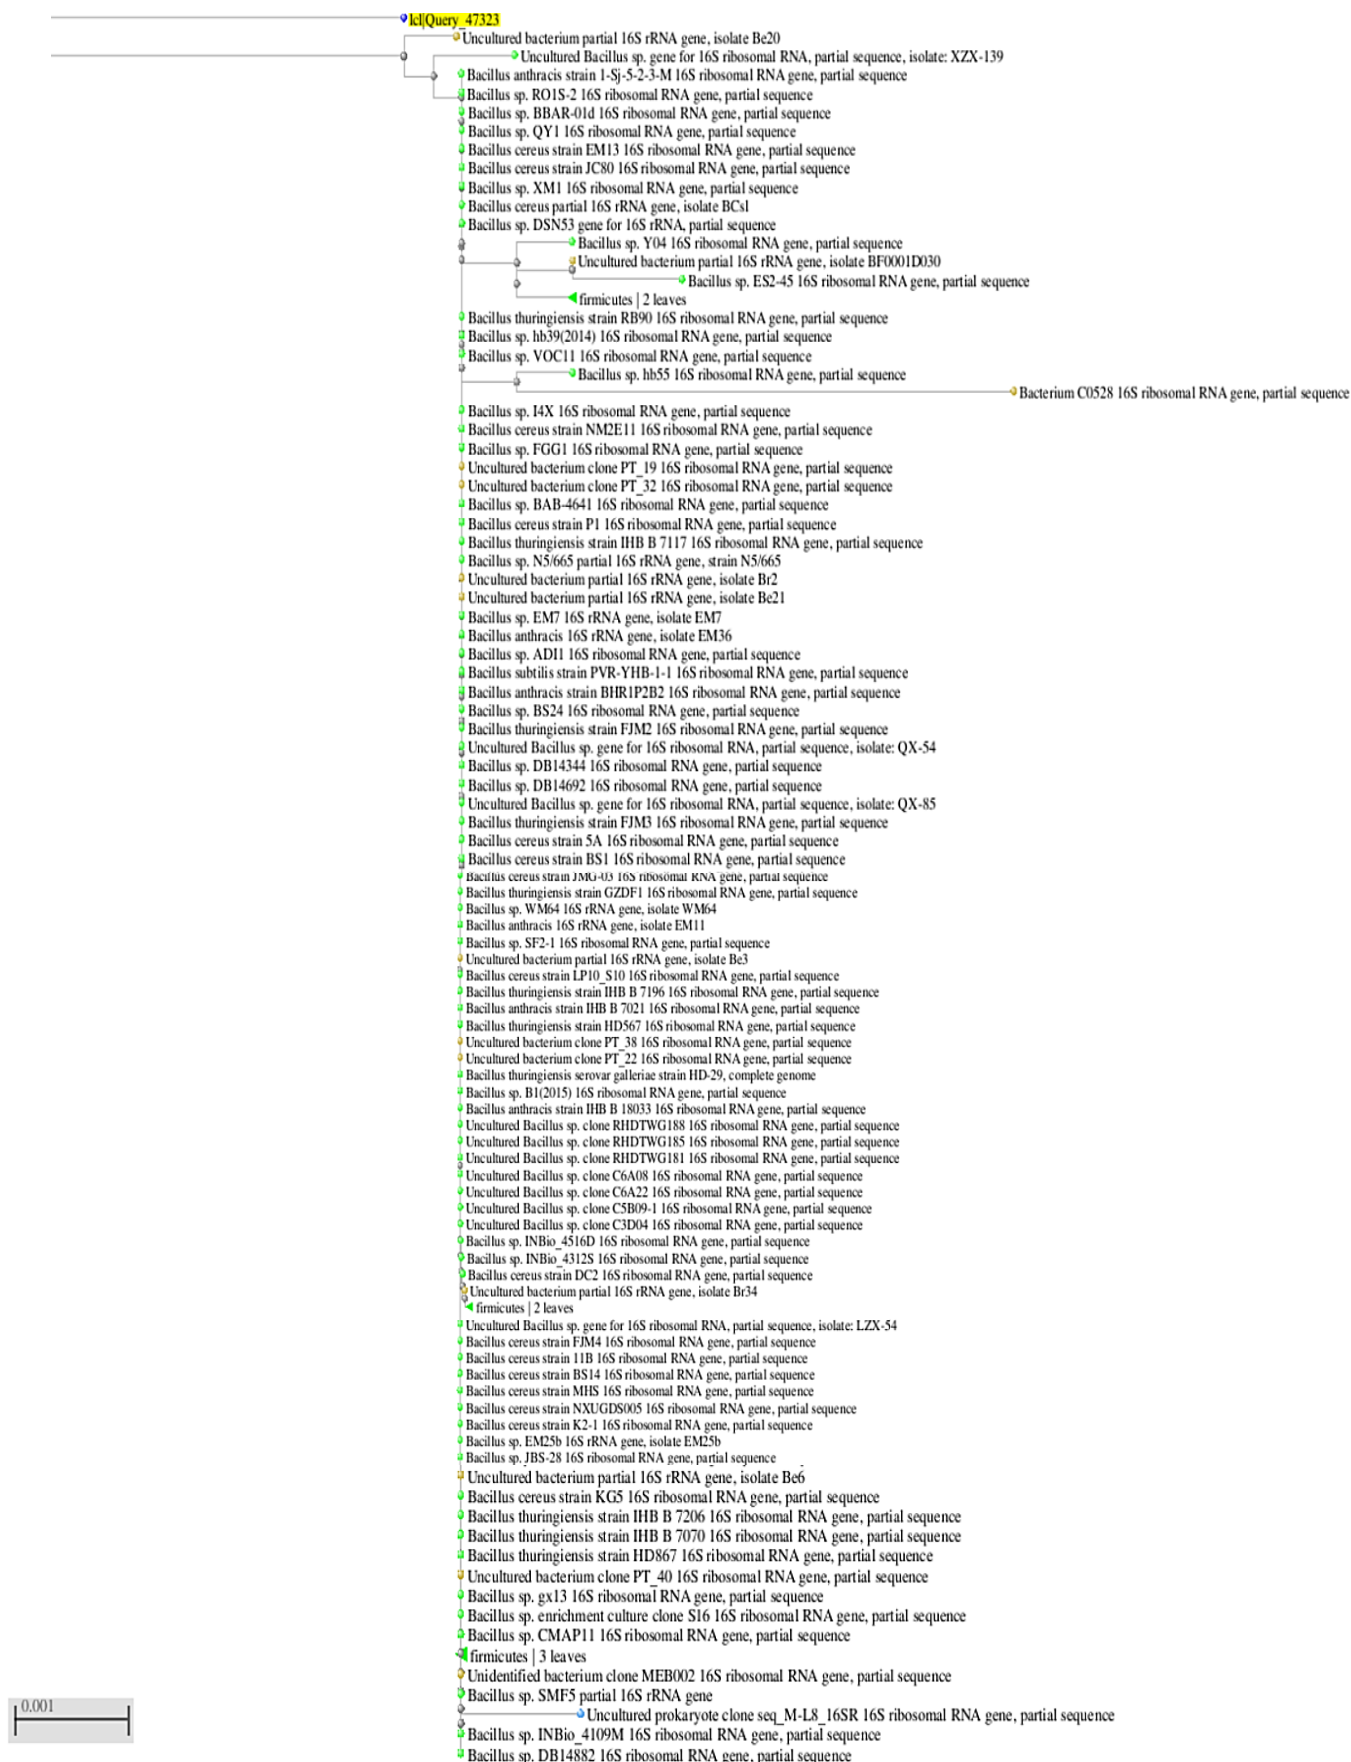 lcl|Query_47323
Uncultured bacterium partial 16S rRNA gene, isolate Be20
Uncultured Bacillus sp. gene for 16S ribosomal RNA, partial sequence, isolate: XZX-139
Bacillus anthracis strain 1-Sj-5-2-3-M 16S ribosomal RNA gene, partial sequence
Bacillus sp. RO1S-2 16S ribosomal RNA gene, partial sequence
Bacillus sp. BBAR-01d 16S ribosomal RNA gene, partial sequence
Bacillus sp. QY1 16S ribosomal RNA gene, partial sequence
Bacillus cereus strain EM13 16S ribosomal RNA gene, partial sequence
Bacillus cereus strain JC80 16S ribosomal RNA gene, partial sequence
Bacillus sp. XM1 16S ribosomal RNA gene, partial sequence
Bacillus cereus partial 16S rRNA gene, isolate BCs1
Bacillus sp. DSN53 gene for 16S rRNA, partial sequence
Bacillus sp. Y04 16S ribosomal RNA gene, partial sequence
Uncultured bacterium partial 16S rRNA gene, isolate BF0001D030
Bacillus sp. ES2-45 16S ribosomal RNA gene, partial sequence
firmicutes | 2 leaves
Bacillus thuringiensis strain RB90 16S ribosomal RNA gene, partial sequence
Bacillus sp. hb39(2014) 16S ribosomal RNA gene, partial sequence
Bacillus sp. VOC11 16S ribosomal RNA gene, partial sequence
Bacillus sp. hb55 16S ribosomal RNA gene, partial sequence
Bacterium C0528 16S ribosomal RNA gene, partial sequence
Bacillus sp. I4X 16S ribosomal RNA gene, partial sequence
Bacillus cereus strain NM2E11 16S ribosomal RNA gene, partial sequence
Bacillus sp. FGG1 16S ribosomal RNA gene, partial sequence
Uncultured bacterium clone PT_19 16S ribosomal RNA gene, partial sequence
Uncultured bacterium clone PT_32 16S ribosomal RNA gene, partial sequence
Bacillus sp. BAB-4641 16S ribosomal RNA gene, partial sequence
Bacillus cereus strain P1 16S ribosomal RNA gene, partial sequence
Bacillus thuringiensis strain IHB B 7117 16S ribosomal RNA gene, partial sequence
Bacillus sp. N5/665 partial 16S rRNA gene, strain N5/665
Uncultured bacterium partial 16S rRNA gene, isolate Br2
Uncultured bacterium partial 16S rRNA gene, isolate Be21
Bacillus sp. EM7 16S rRNA gene, isolate EM7
Bacillus anthracis 16S rRNA gene, isolate EM36
Bacillus sp. ADI1 16S ribosomal RNA gene, partial sequence
Bacillus subtilis strain PVR-YHB-1-1 16S ribosomal RNA gene, partial sequence
Bacillus anthracis strain BHR1P2B2 16S ribosomal RNA gene, partial sequence
Bacillus sp. BS24 16S ribosomal RNA gene, partial sequence
Bacillus thuringiensis strain FJM2 16S ribosomal RNA gene, partial sequence
Uncultured Bacillus sp. gene for 16S ribosomal RNA, partial sequence, isolate: QX-54
Bacillus sp. DB14344 16S ribosomal RNA gene, partial sequence
Bacillus sp. DB14692 16S ribosomal RNA gene, partial sequence
Uncultured Bacillus sp. gene for 16S ribosomal RNA, partial sequence, isolate: QX-85
Bacillus thuringiensis strain FJM3 16S ribosomal RNA gene, partial sequence
Bacillus cereus strain 5A 16S ribosomal RNA gene, partial sequence
Bacillus cereus strain BS1 16S ribosomal RNA gene, partial sequence
Bacillus cereus strain JMG-03 16S ribosomal RNA gene, partial sequence
Bacillus thuringiensis strain GZDF1 16S ribosomal RNA gene, partial sequence
Bacillus sp. WM64 16S rRNA gene, isolate WM64
Bacillus anthracis 16S rRNA gene, isolate EM11
Bacillus sp. SF2-1 16S ribosomal RNA gene, partial sequence
Uncultured bacterium partial 16S rRNA gene, isolate Be3
Bacillus cereus strain LP10_S10 16S ribosomal RNA gene, partial sequence
Bacillus thuringiensis strain IHB B 7196 16S ribosomal RNA gene, partial sequence
Bacillus anthracis strain IHB B 7021 16S ribosomal RNA gene, partial sequence
Bacillus thuringiensis strain HD567 16S ribosomal RNA gene, partial sequence
Uncultured bacterium clone PT_38 16S ribosomal RNA gene, partial sequence
Uncultured bacterium clone PT_22 16S ribosomal RNA gene, partial sequence
Bacillus thuringiensis serovar galleriae strain HD-29, complete genome
Bacillus sp. B1(2015) 16S ribosomal RNA gene, partial sequence
Bacillus anthracis strain IHB B 18033 16S ribosomal RNA gene, partial sequence
Uncultured Bacillus sp. clone RHDTWG188 16S ribosomal RNA gene, partial sequence
Uncultured Bacillus sp. clone RHDTWG185 16S ribosomal RNA gene, partial sequence
Uncultured Bacillus sp. clone RHDTWG181 16S ribosomal RNA gene, partial sequence
Uncultured Bacillus sp. clone C6A08 16S ribosomal RNA gene, partial sequence
Uncultured Bacillus sp. clone C6A22 16S ribosomal RNA gene, partial sequence
Uncultured Bacillus sp. clone C5B09-1 16S ribosomal RNA gene, partial sequence
Uncultured Bacillus sp. clone C3D04 16S ribosomal RNA gene, partial sequence
Bacillus sp. INBio_4516D 16S ribosomal RNA gene, partial sequence
Bacillus sp. INBio_4312S 16S ribosomal RNA gene, partial sequence
Bacillus cereus strain DC2 16S ribosomal RNA gene, partial sequence
Uncultured bacterium partial 16S rRNA gene, isolate Br34
firmicutes | 2 leaves
Uncultured Bacillus sp. gene for 16S ribosomal RNA, partial sequence, isolate: LZX-54
Bacillus cereus strain FJM4 16S ribosomal RNA gene, partial sequence
Bacillus cereus strain 11B 16S ribosomal RNA gene, partial sequence
Bacillus cereus strain BS14 16S ribosomal RNA gene, partial sequence
Bacillus cereus strain MHS 16S ribosomal RNA gene, partial sequence
Bacillus cereus strain NXUGDS005 16S ribosomal RNA gene, partial sequence
Bacillus cereus strain K2-1 16S ribosomal RNA gene, partial sequence
Bacillus sp. EM25b 16S rRNA gene, isolate EM25b
Bacillus sp. JBS-28 16S ribosomal RNA gene, partial sequence
Uncultured bacterium partial 16S rRNA gene, isolate Be6
Bacillus cereus strain KG5 16S ribosomal RNA gene, partial sequence
Bacillus thuringiensis strain IHB B 7206 16S ribosomal RNA gene, partial sequence
Bacillus thuringiensis strain IHB B 7070 16S ribosomal RNA gene, partial sequence
Bacillus thuringiensis strain HD867 16S ribosomal RNA gene, partial sequence
Uncultured bacterium clone PT_40 16S ribosomal RNA gene, partial sequence
Bacillus sp. gx13 16S ribosomal RNA gene, partial sequence
Bacillus sp. enrichment culture clone S16 16S ribosomal RNA gene, partial sequence
Bacillus sp. CMAP11 16S ribosomal RNA gene, partial sequence
firmicutes | 3 leaves
Unidentified bacterium clone MEB002 16S ribosomal RNA gene, partial sequence
Bacillus sp. SMF5 partial 16S rRNA gene
0.001
Uncultured prokaryote clone seq_M-L8_16SR 16S ribosomal RNA gene, partial sequence
Bacillus sp. INBio_4109M 16S ribosomal RNA gene, partial sequence
Bacillus sp. DB14882 16S ribosomal RNA gene, partial sequence